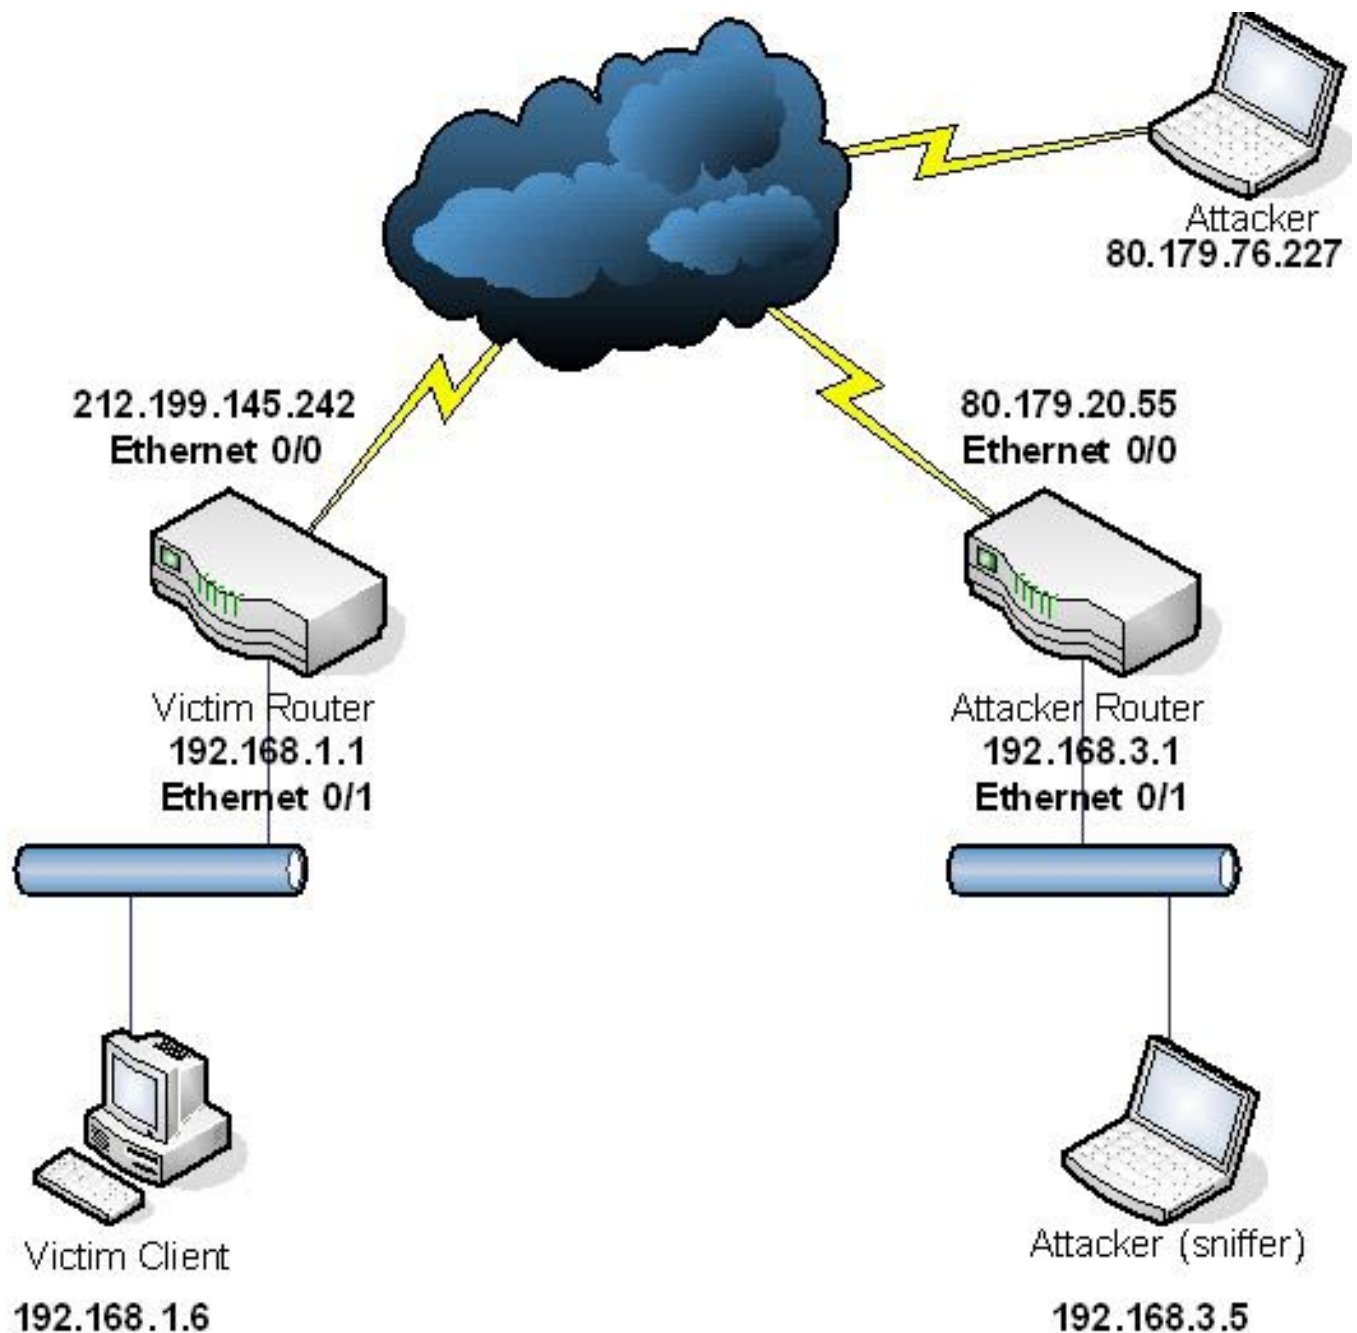 Attacker
80.179.76.227
212.199.145.242
Ethernet 0/0
80.179.20.55
Ethernet 0/0
Victim Router
192.168.1.1
Ethernet 0/1
Attacker Router
192.168.3.1
Ethernet 0/1
Victim Client
192.168.1.6
Attacker (sniffer)
192.168.3.5